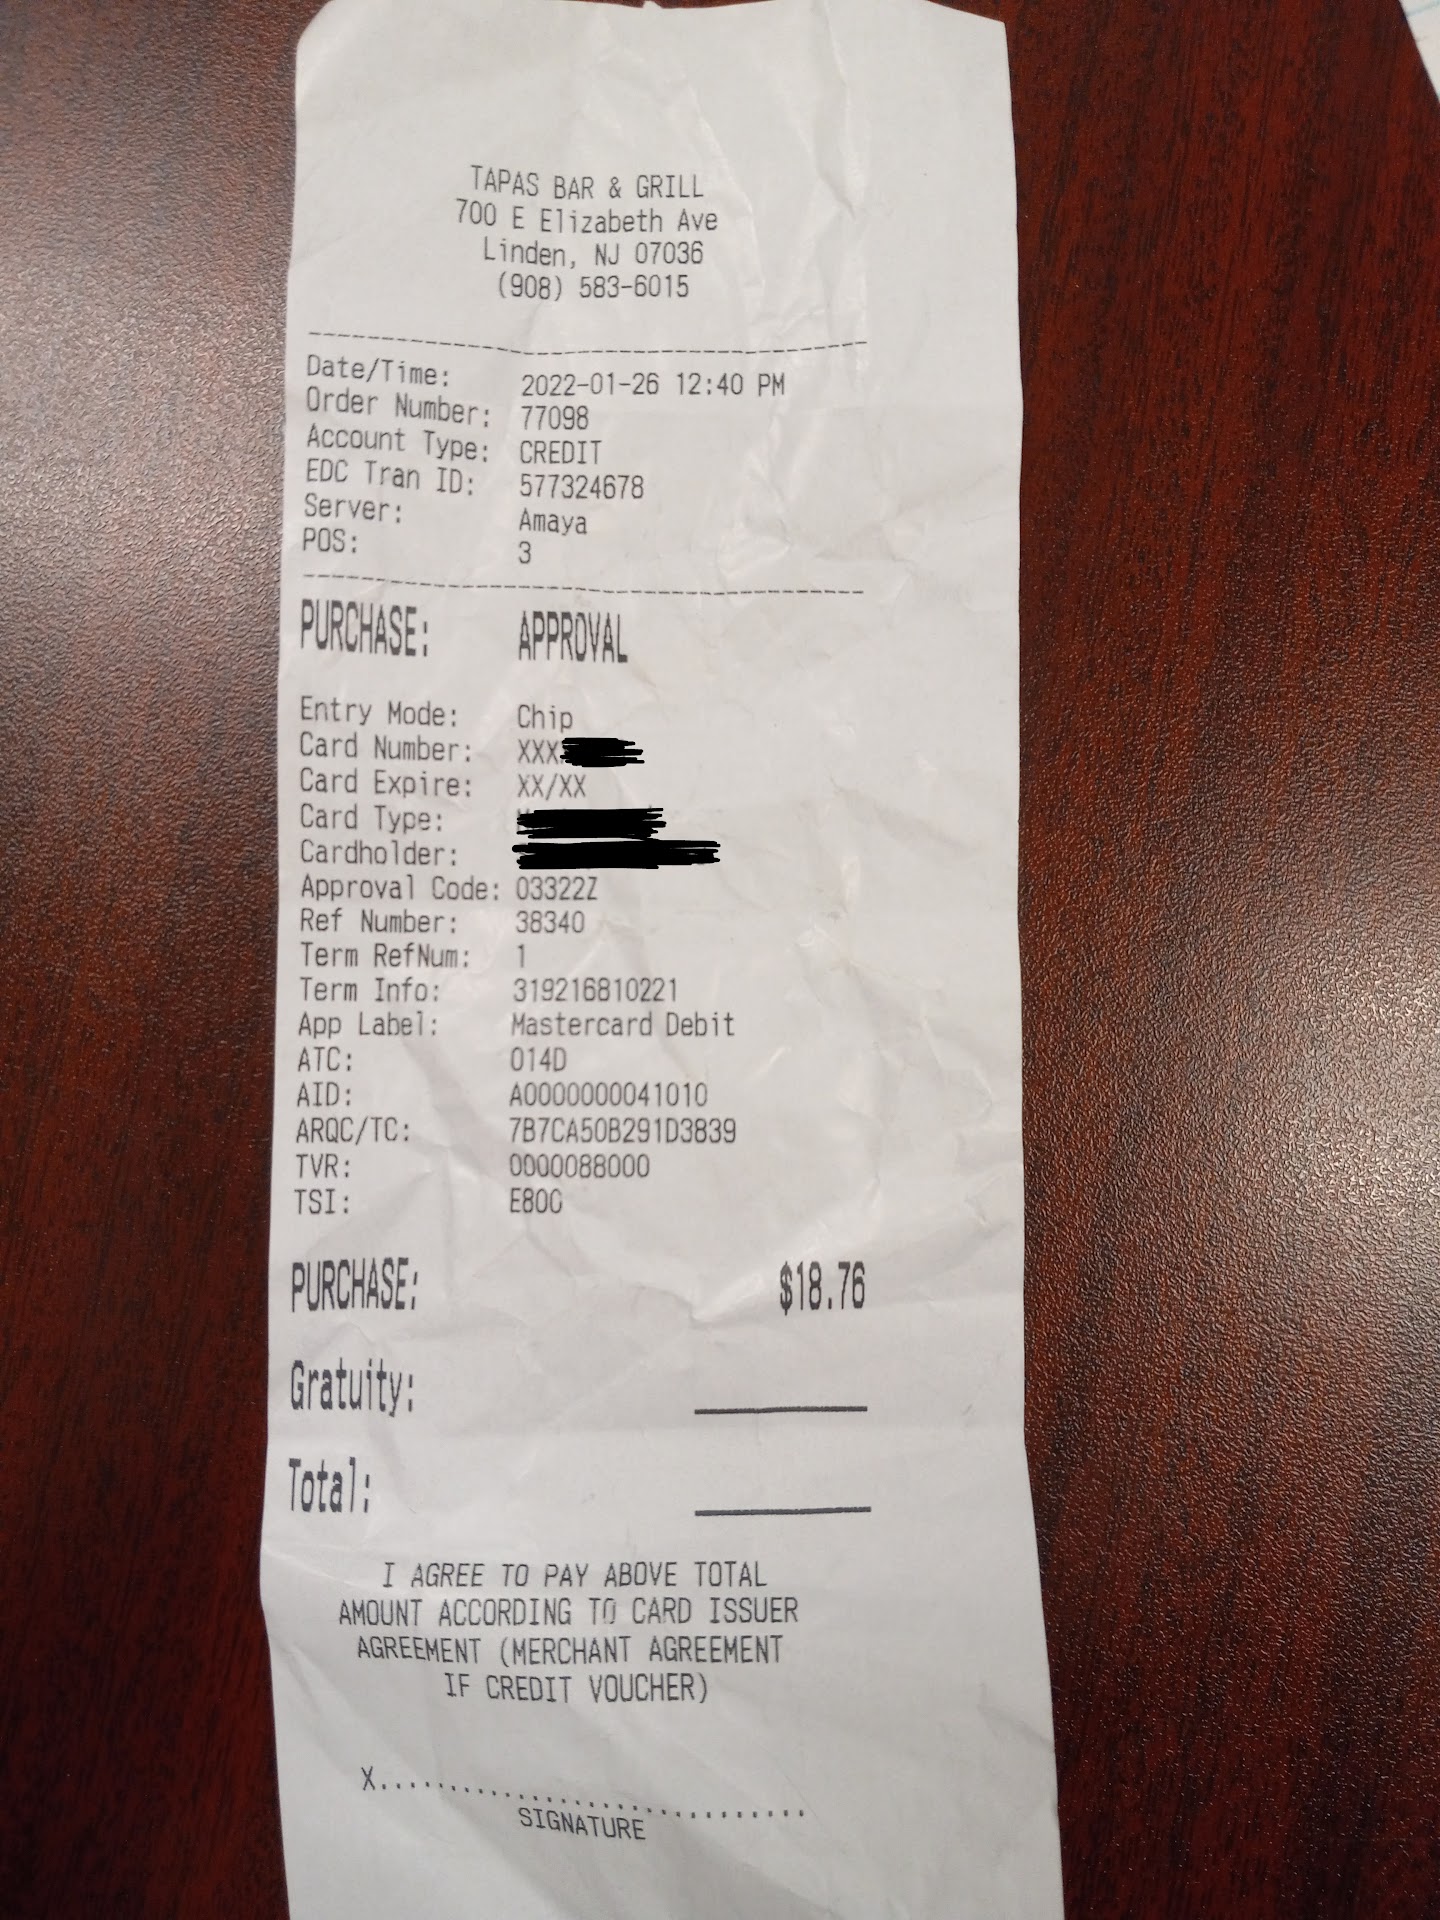 TAPAS BAR & GRILL
700 E Elizabeth Ave
Linden, NJ 07036
(908) 583-6015
Date/Time: 2022-01-26 12:40 PM
Order Number: 77098
Account Type: CREDIT
EDC Tran ID: 577324678
Server: Amaya
POS: 3
PURCHASE: APPROVAL
Entry Mode: Chip
Card Number: XXX
Card Expire: XX/XX
Card Type:
Cardholder:
Approval Code: 03322Z
Ref Number: 38340
Term RefNum: 1
Term Info: 319216810221
App Label: Mastercard Debit
ATC: 014D
AID: A0000000041010
ARQC/TC: 7B7CA50B291D3839
TVR: 0000088000
TSI: E800
PURCHASE: $18.76
Gratuity:
Total:
I AGREE TO PAY ABOVE TOTAL
AMOUNT ACCORDING TO CARD ISSUER
AGREEMENT (MERCHANT AGREEMENT
IF CREDIT VOUCHER)
X..............................
SIGNATURE